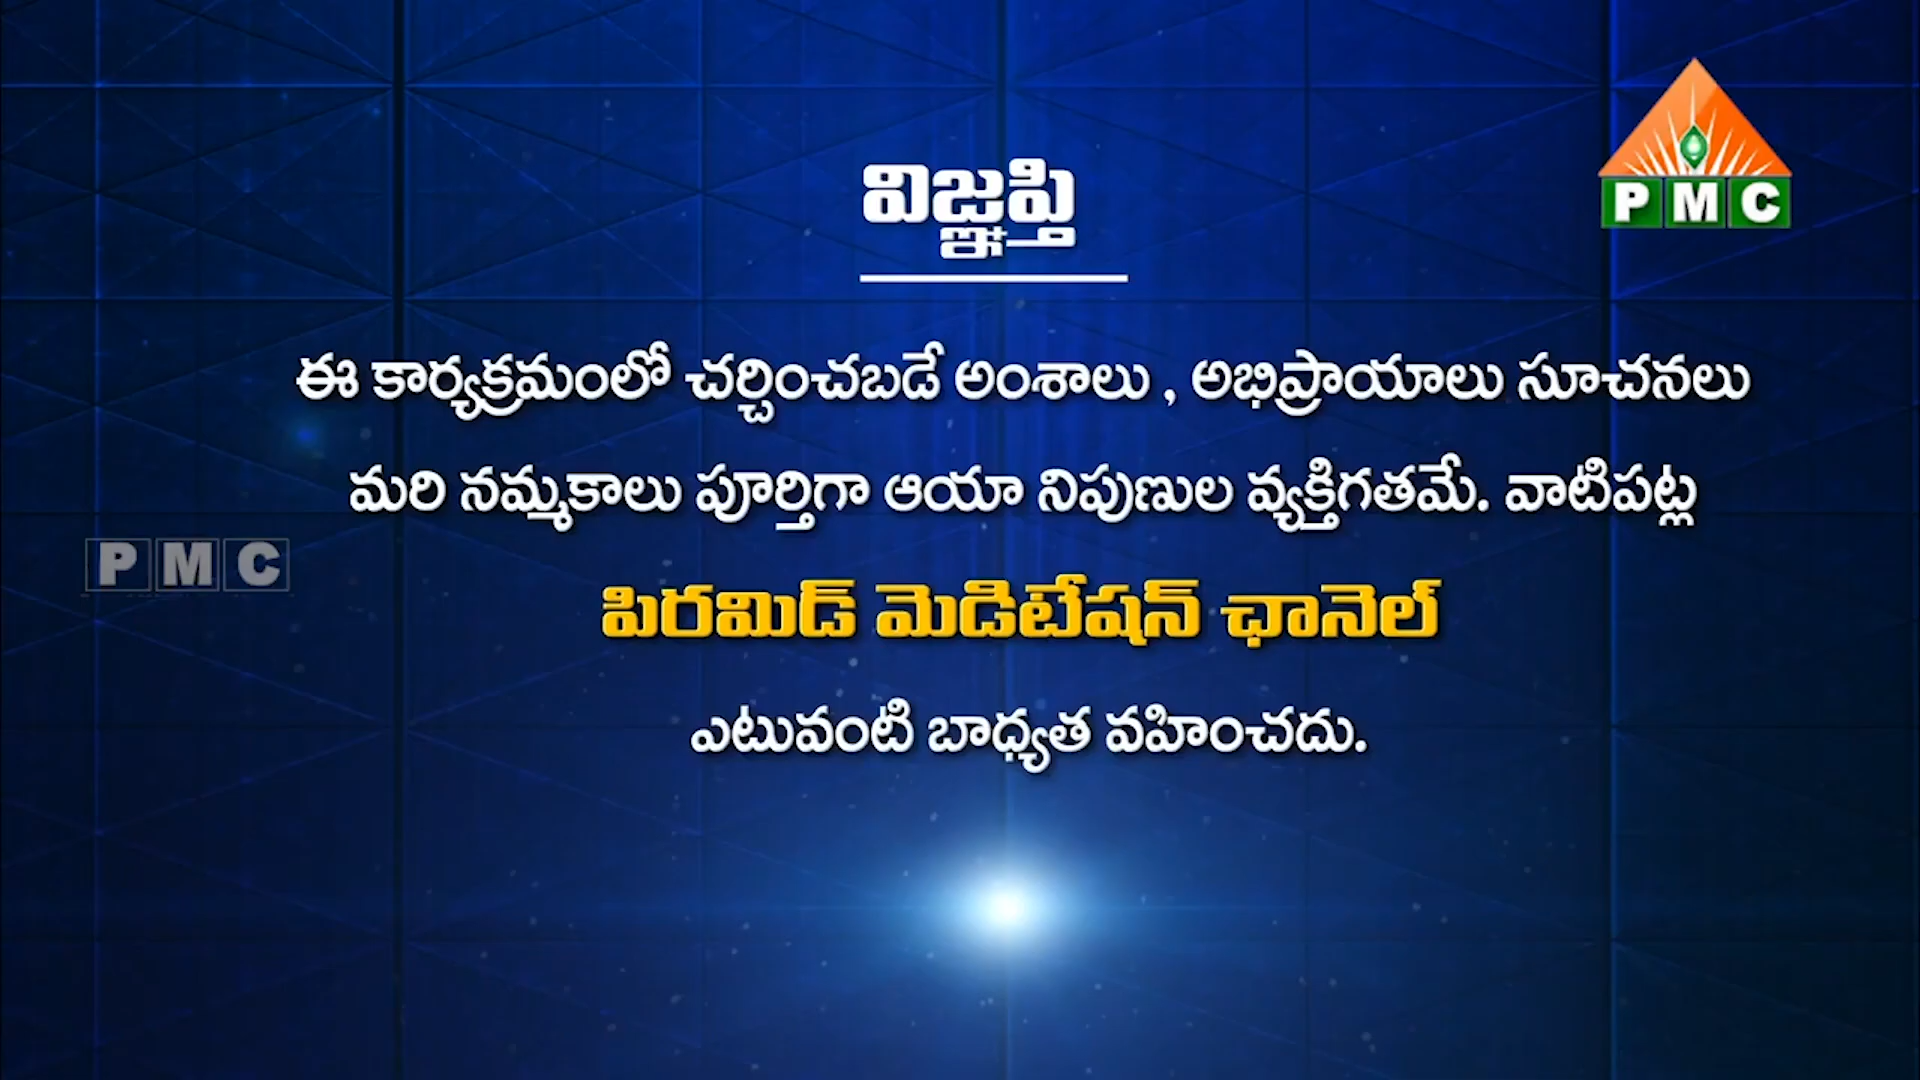 విజ్ఞప్తి
PMC
ఈ కార్యక్రమంలో చర్చించబడే అంశాలు , అభిప్రాయాలు సూచనలు
మరి నమ్మకాలు పూర్తిగా ఆయా నిపుణుల వ్యక్తిగతమే. వాటిపట్ల
PMC
పిరమిడ్ మెడిటేషన్ ఛానెల్
ఎటువంటి బాధ్యత వహించదు.